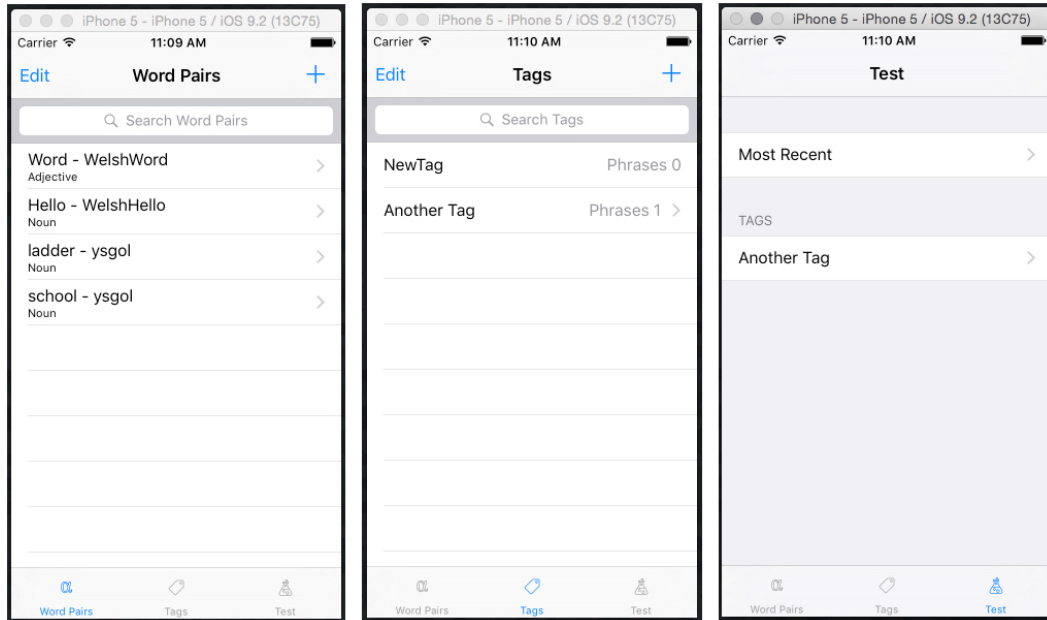 iPhone 5 - iPhone 5 / iOS 9.2 (13C75)
Carrier 11:09 AM
Edit Word Pairs +
Search Word Pairs
Word - WelshWord
Adjective
Hello - WelshHello
Noun
ladder - ysgol
Noun
school - ysgol
Noun
α
Word Pairs Tags Test
iPhone 5 - iPhone 5 / iOS 9.2 (13C75)
Carrier 11:10 AM
Edit Tags +
Search Tags
NewTag Phrases 0
Another Tag Phrases 1
α
Word Pairs Tags Test
iPhone 5 - iPhone 5 / iOS 9.2 (13C75)
Carrier 11:10 AM
Test
Most Recent
TAGS
Another Tag
α
Word Pairs Tags Test